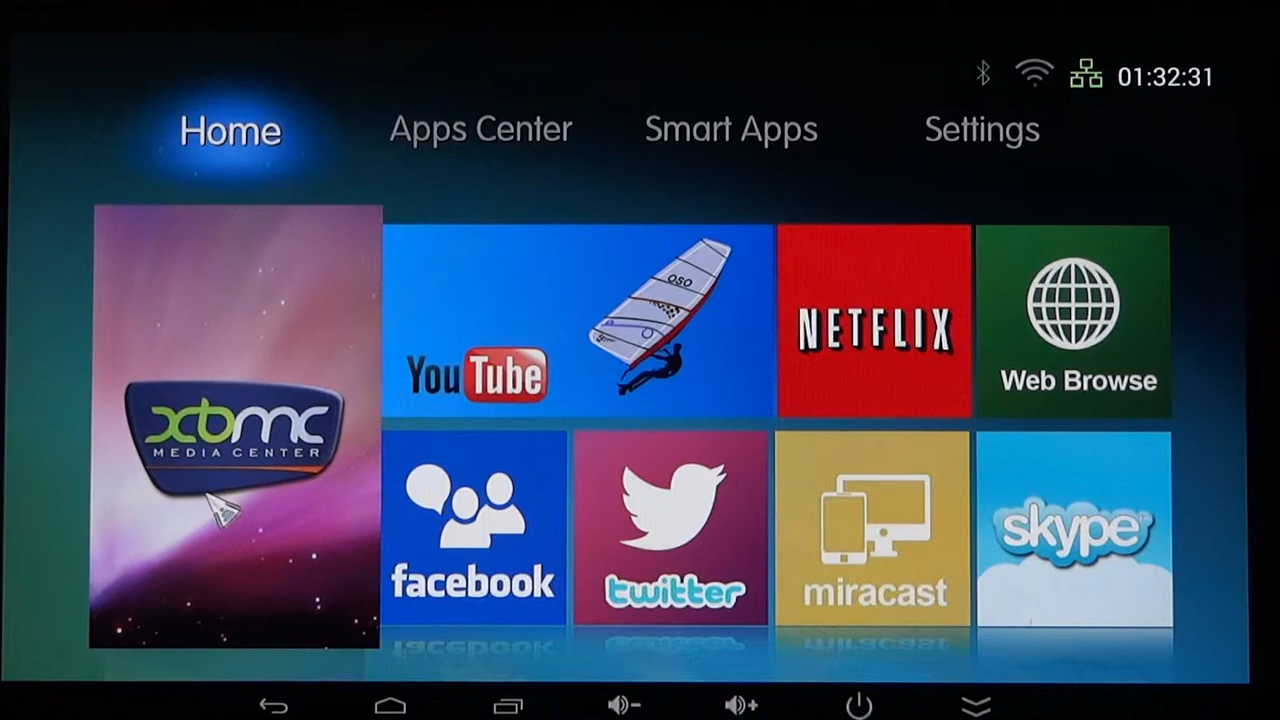 01:32:31
Home
Apps Center
Smart Apps
Settings
xbmc
MEDIA CENTER
YouTube
OSO
NETFLIX
Web Browse
facebook
twitter
miracast
skype